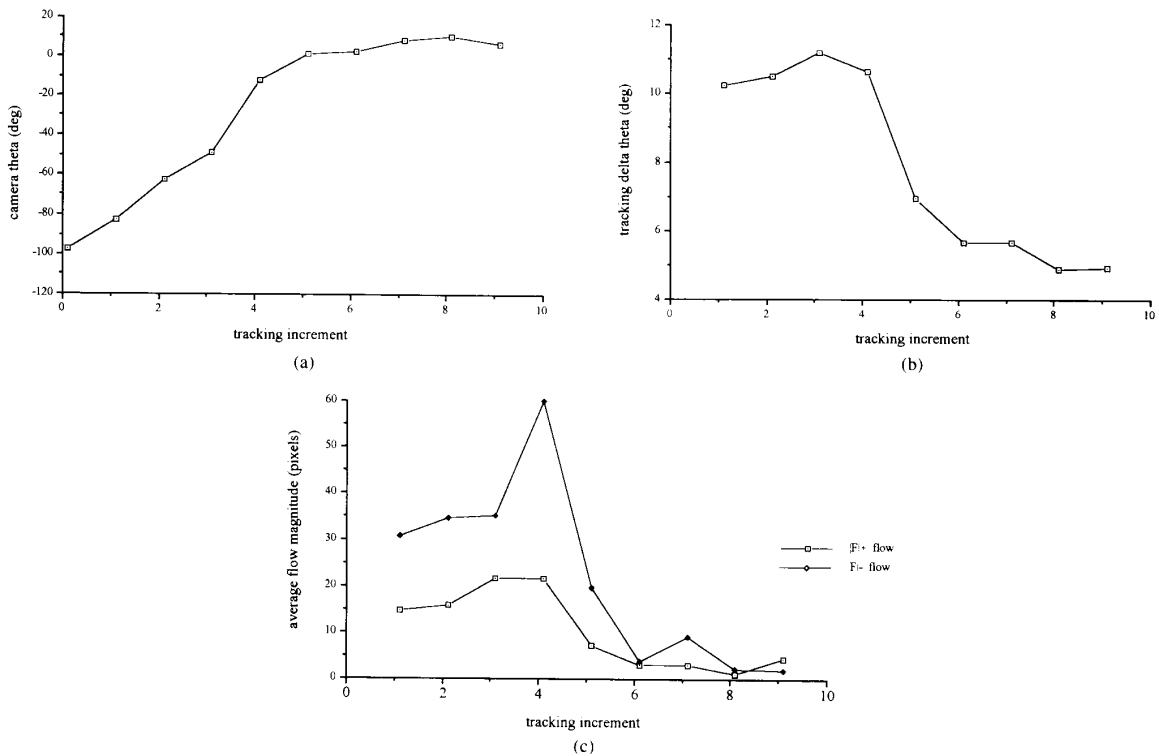 20
0
-20
-40
-60
-80
-100
-120
camera theta (deg)
0 2 4 6 8 10
tracking increment
(a)
12
10
8
6
4
tracking delta theta (deg)
0 2 4 6 8 10
tracking increment
(b)
60
50
40
30
20
10
0
average flow magnitude (pixels)
0 2 4 6 8 10
tracking increment
(c)
|F|+ flow
F|- flow